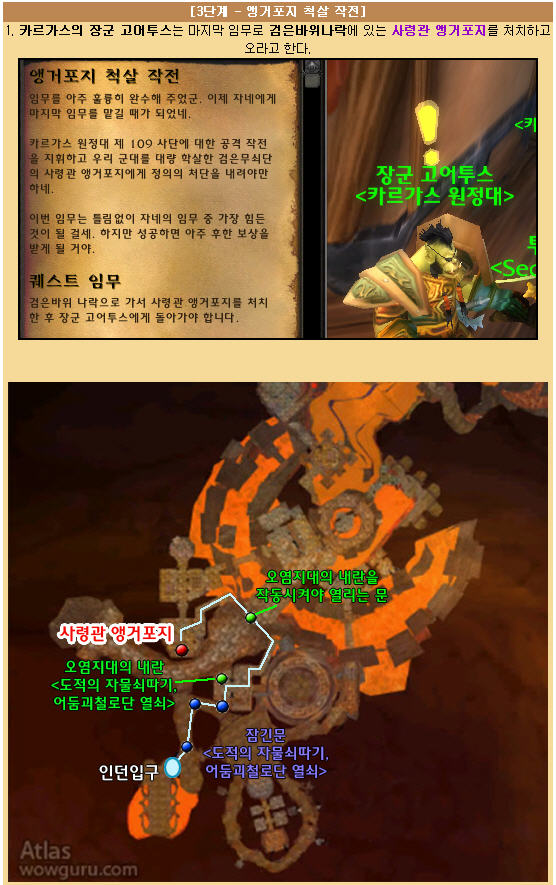 [3단계 - 앵거포지 척살 작전]
1. 카르가스의 장군 고어투스는 마지막 임무로 검은바위나락에 있는 사령관 앵거포지를 처치하고
오라고 한다.
앵거포지 척살 작전
임무를 아주 훌륭히 완수해 주었군. 이제 자네에게
마지막 임무를 맡길 때가 되었네.
카르가스 원정대 제 109 사단에 대한 공격 작전
을 지휘하고 우리 군대를 대량 학살한 검은무쇠단
의 사령관 앵거포지에게 정의의 처단을 내려야만
하네.
이번 임무는 틀림없이 자네의 임무 중 가장 힘든
것이 될 걸세. 하지만 성공하면 아주 후한 보상을
받게 될 거야.
퀘스트 임무
검은바위 나락으로 가서 사령관 앵거포지를 처치
한 후 장군 고어투스에게 돌아가야 합니다.
<카
장군 고어투스
<카르가스 원정대>
<Sec
오염지대의 내란을
작동시켜야 열리는 문
사령관 앵거포지
오염지대의 내란
<도적의 자물쇠따기,
어둠괴철로단 열쇠>
잠긴문
<도적의 자물쇠따기,
어둠괴철로단 열쇠>
인던입구
Atlas
wowguru.com